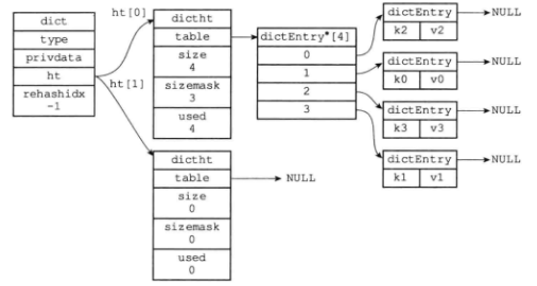 dict
type
privdata
ht
rehashidx
-1
ht[0]
ht[1]
dictht
table
size
4
sizemask
3
used
4
dictEntry*[4]
0
1
2
3
dictEntry
k2 v2
NULL
dictEntry
k0 v0
NULL
dictEntry
k3 v3
NULL
dictEntry
k1 v1
NULL
dictht
table
NULL
size
0
sizemask
0
used
0